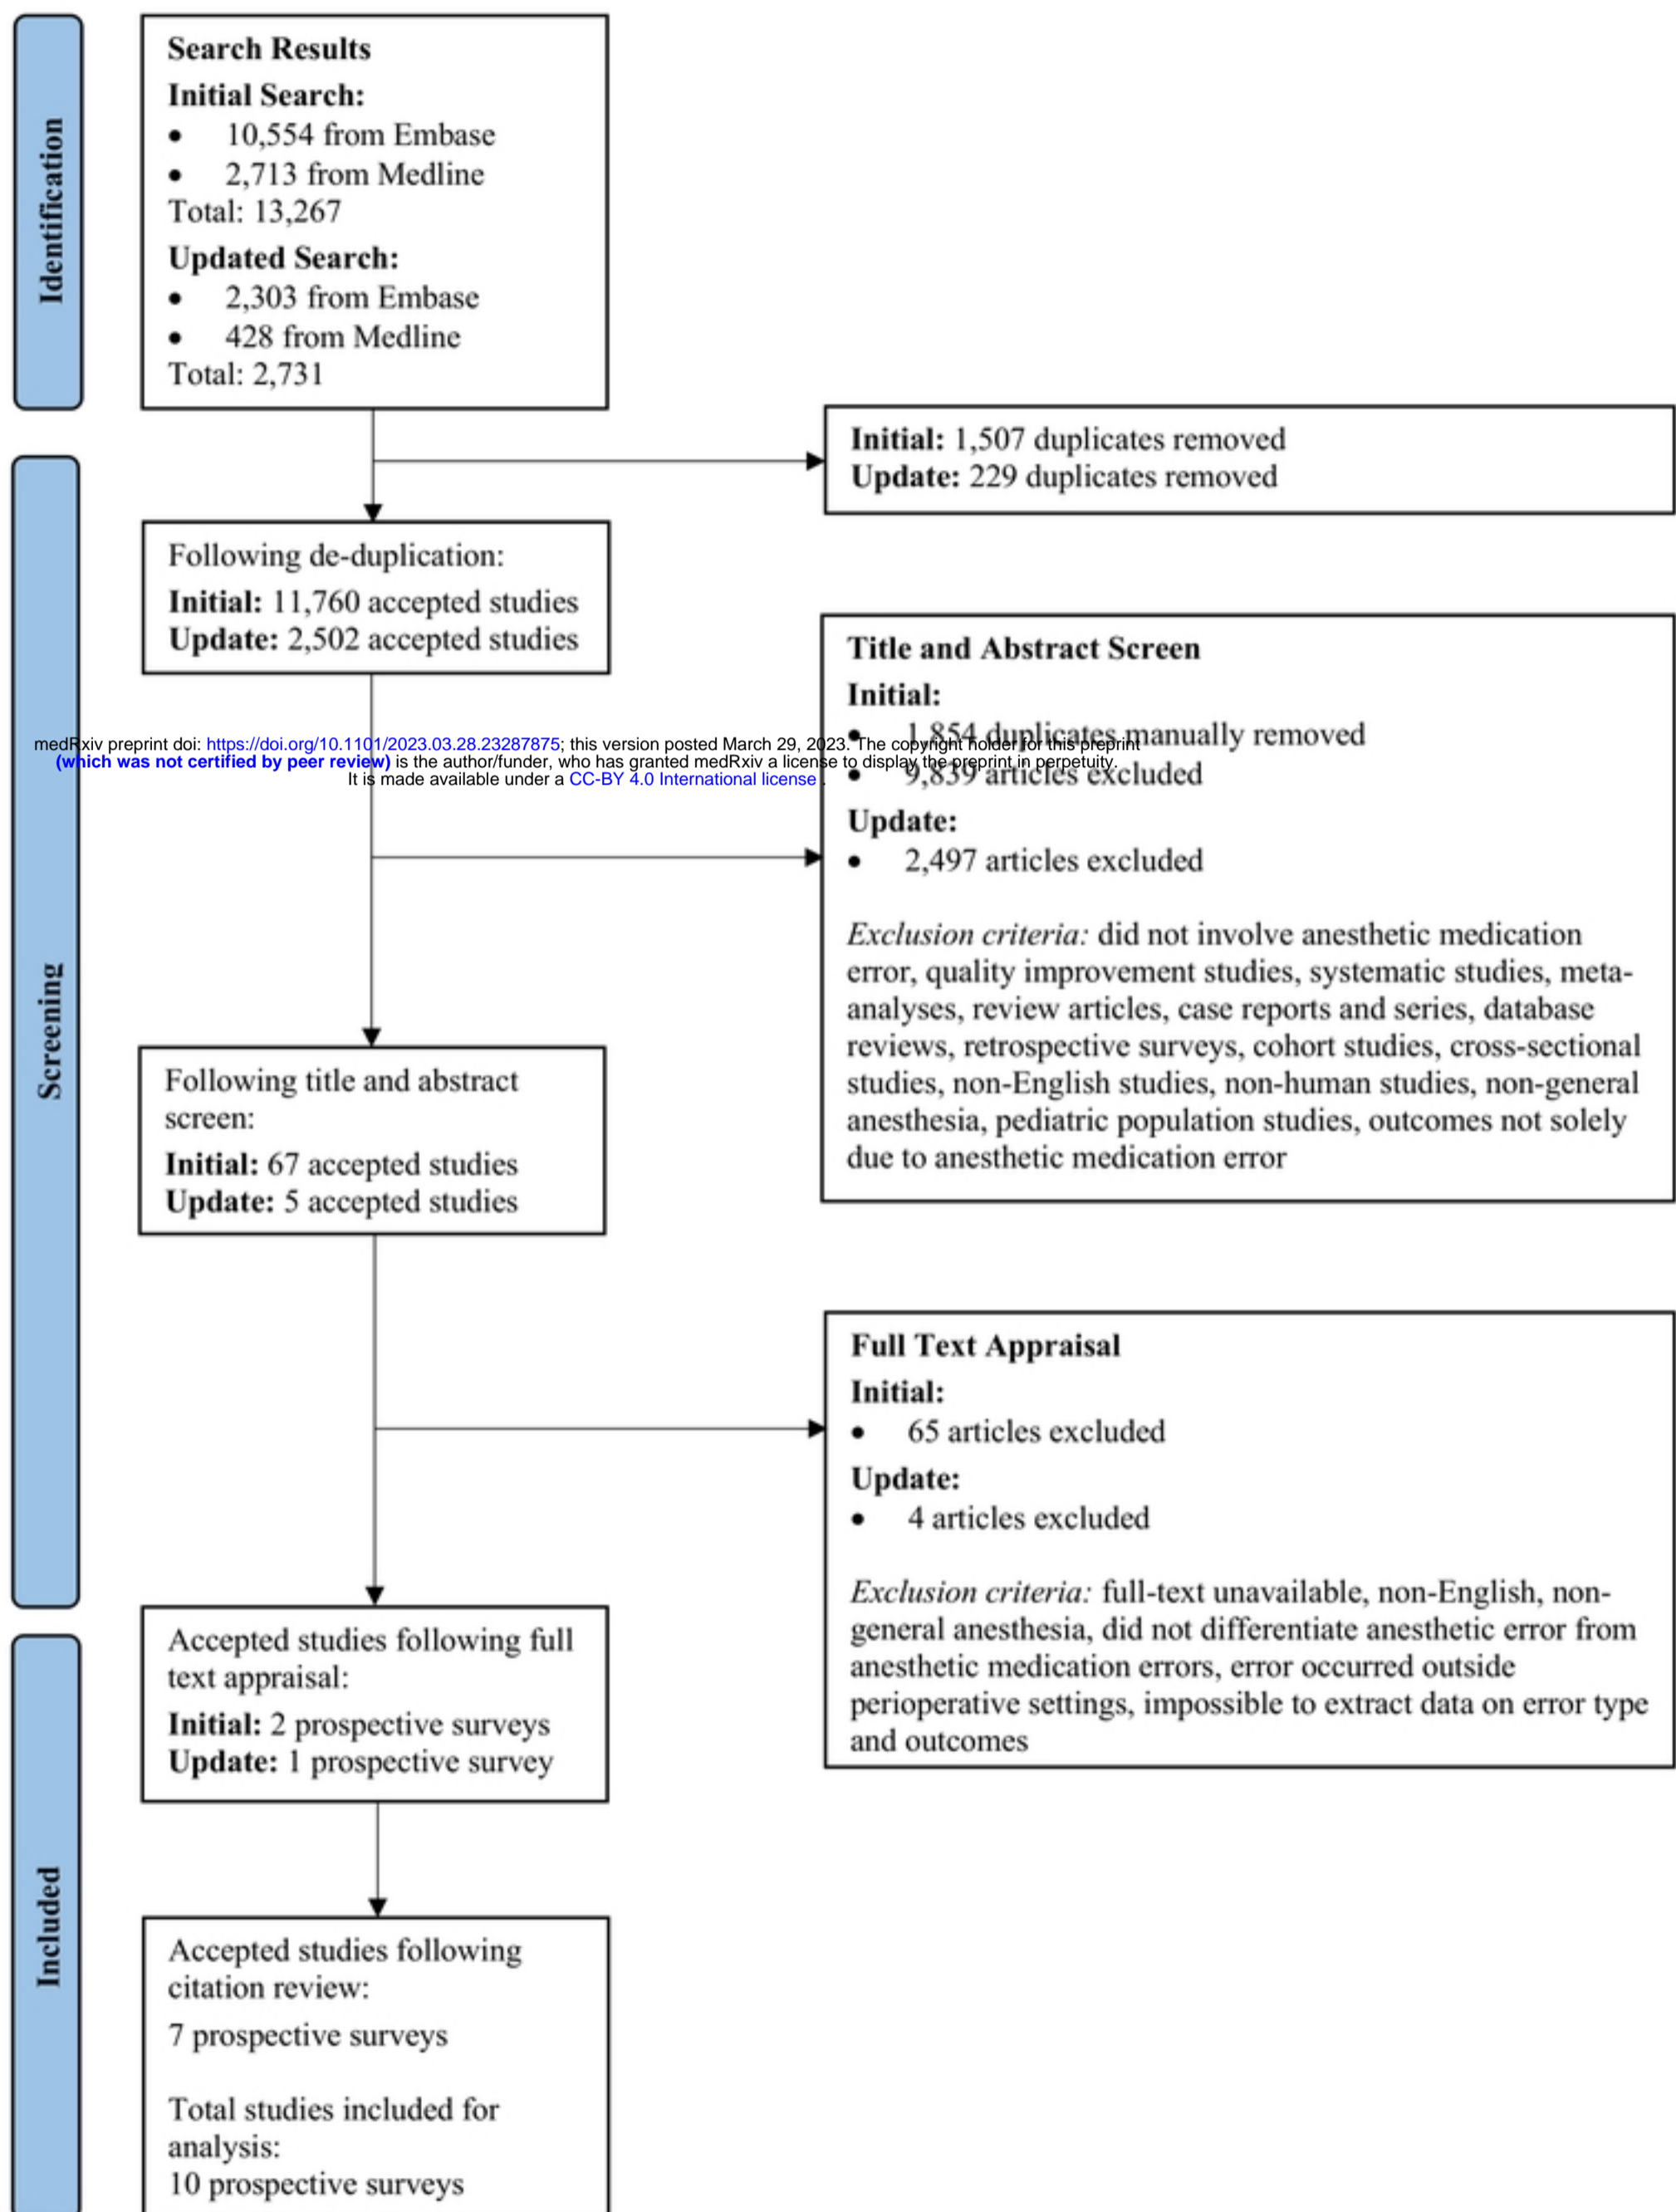 Identification
Search Results
Initial Search:
• 10,554 from Embase
• 2,713 from Medline
Total: 13,267
Updated Search:
• 2,303 from Embase
• 428 from Medline
Total: 2,731
Initial: 1,507 duplicates removed
Update: 229 duplicates removed
Screening
Following de-duplication:
Initial: 11,760 accepted studies
Update: 2,502 accepted studies
Title and Abstract Screen
Initial:
• 1,854 duplicates manually removed
• 9,839 articles excluded
Update:
• 2,497 articles excluded
Exclusion criteria: did not involve anesthetic medication
error, quality improvement studies, systematic studies, meta-
analyses, review articles, case reports and series, database
reviews, retrospective surveys, cohort studies, cross-sectional
studies, non-English studies, non-human studies, non-general
anesthesia, pediatric population studies, outcomes not solely
due to anesthetic medication error
medRxiv preprint doi: https://doi.org/10.1101/2023.03.28.23287875; this version posted March 29, 2023. The copyright holder for this preprint
(which was not certified by peer review) is the author/funder, who has granted medRxiv a license to display the preprint in perpetuity.
It is made available under a CC-BY 4.0 International license .
Following title and abstract
screen:
Initial: 67 accepted studies
Update: 5 accepted studies
Full Text Appraisal
Initial:
• 65 articles excluded
Update:
• 4 articles excluded
Exclusion criteria: full-text unavailable, non-English, non-
general anesthesia, did not differentiate anesthetic error from
anesthetic medication errors, error occurred outside
perioperative settings, impossible to extract data on error type
and outcomes
Accepted studies following full
text appraisal:
Initial: 2 prospective surveys
Update: 1 prospective survey
Included
Accepted studies following
citation review:
7 prospective surveys
Total studies included for
analysis:
10 prospective surveys